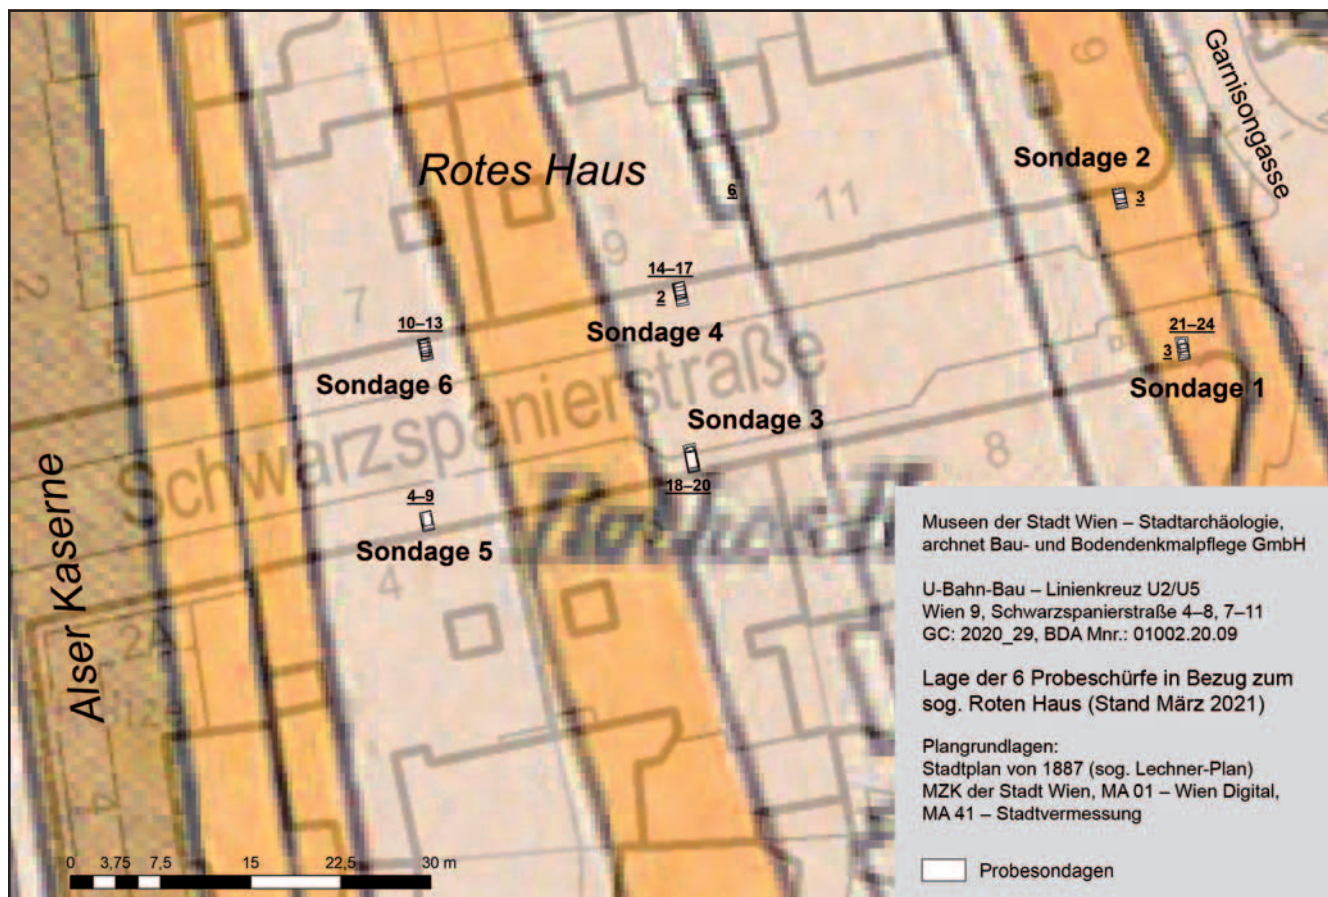 Garnisongasse
9
Sondage 2
3
Rotes Haus
6
11
9
14–17
2
Sondage 4
7
10–13
Sondage 6
21–24
3
Sondage 1
Schwarzspanierstraße
Sondage 3
18–20
8
4–9
Sondage 5
4
2
5
2A
Alser Kaserne
Museen der Stadt Wien – Stadtarchäologie,
archnet Bau- und Bodendenkmalpflege GmbH
U-Bahn-Bau – Linienkreuz U2/U5
Wien 9, Schwarzspanierstraße 4–8, 7–11
GC: 2020_29, BDA Mnr.: 01002.20.09
Lage der 6 Probeschürfe in Bezug zum
sog. Roten Haus (Stand März 2021)
Plangrundlagen:
Stadtplan von 1887 (sog. Lechner-Plan)
MZK der Stadt Wien, MA 01 – Wien Digital,
MA 41 – Stadtvermessung
Probesondagen
0 3,75 7,5 15 22,5 30 m